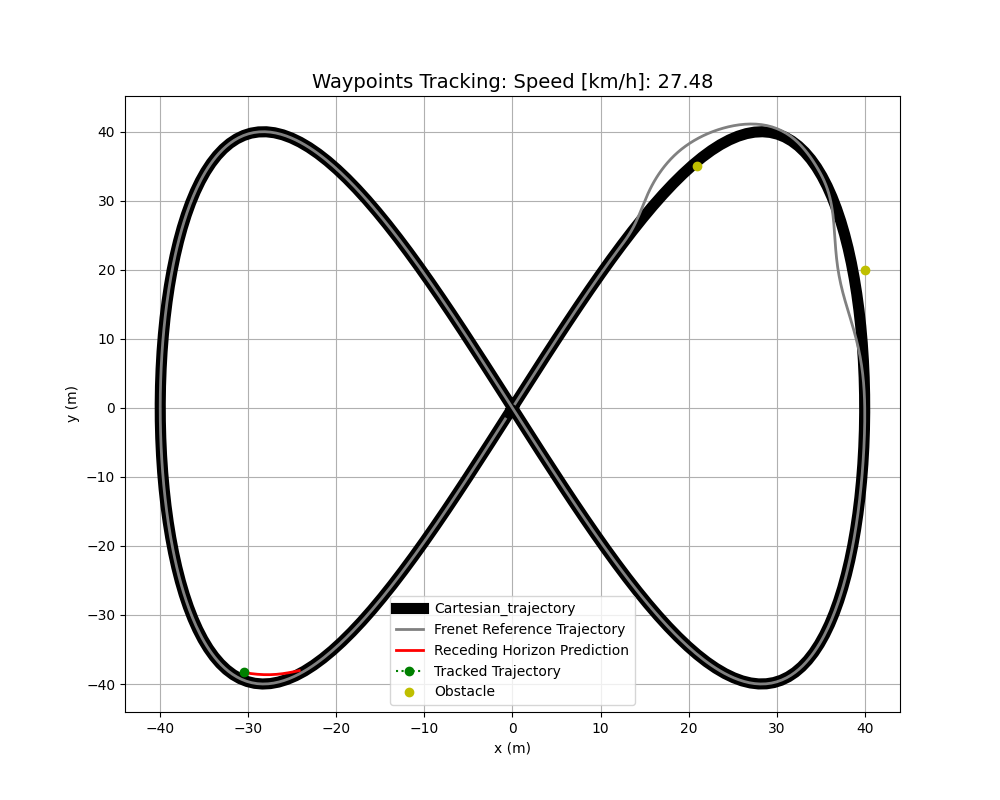 Waypoints Tracking: Speed [km/h]: 27.48
40
30
20
10
0
−10
−20
−30
−40
y (m)
Cartesian_trajectory
Frenet Reference Trajectory
Receding Horizon Prediction
Tracked Trajectory
Obstacle
−40 −30 −20 −10 0 10 20 30 40
x (m)